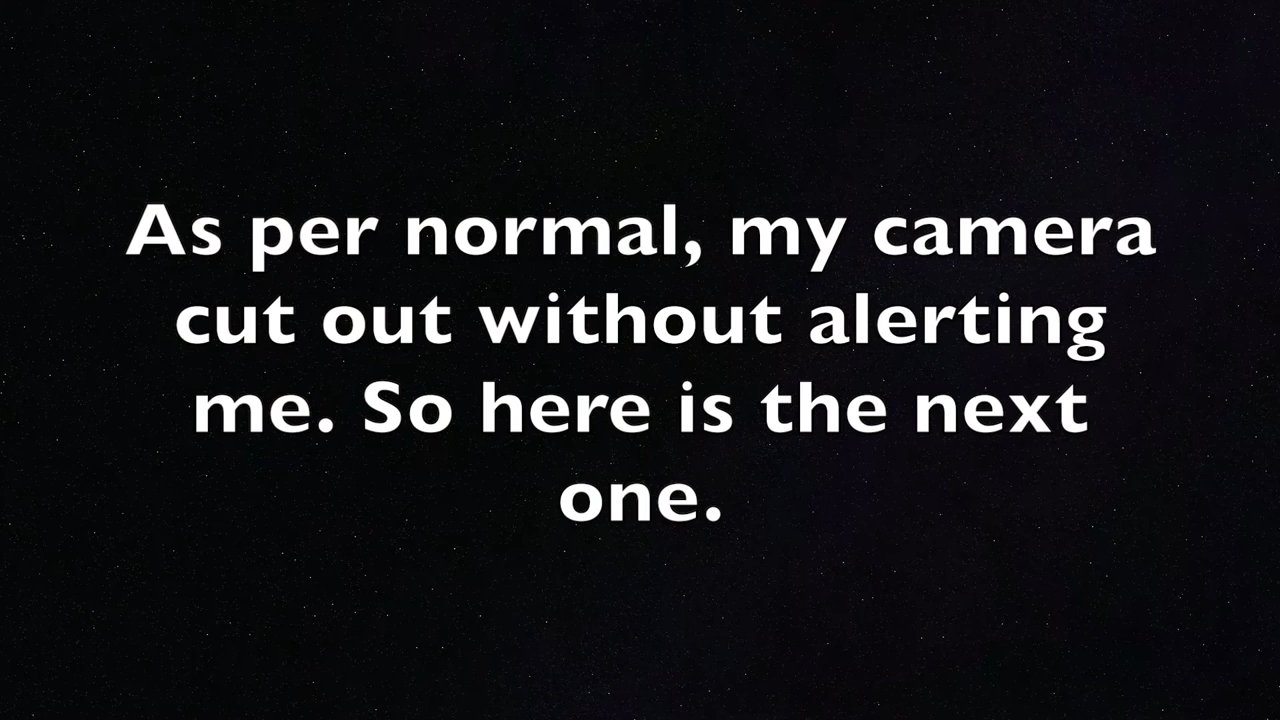 As per normal, my camera
cut out without alerting
me. So here is the next
one.